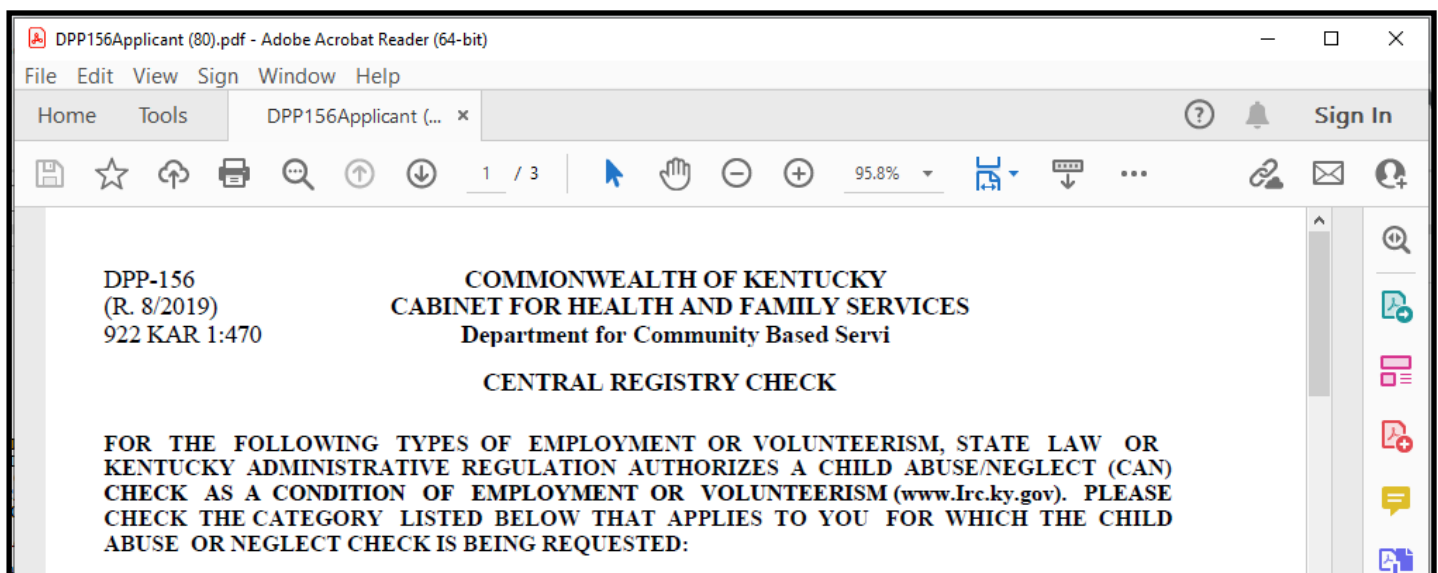 DPP156Applicant (80).pdf - Adobe Acrobat Reader (64-bit)
File Edit View Sign Window Help
Home Tools DPP156Applicant (... × Sign In
1 / 3 95.8%
DPP-156 COMMONWEALTH OF KENTUCKY
(R. 8/2019) CABINET FOR HEALTH AND FAMILY SERVICES
922 KAR 1:470 Department for Community Based Servi
CENTRAL REGISTRY CHECK
FOR THE FOLLOWING TYPES OF EMPLOYMENT OR VOLUNTEERISM, STATE LAW OR
KENTUCKY ADMINISTRATIVE REGULATION AUTHORIZES A CHILD ABUSE/NEGLECT (CAN)
CHECK AS A CONDITION OF EMPLOYMENT OR VOLUNTEERISM (www.Irc.ky.gov). PLEASE
CHECK THE CATEGORY LISTED BELOW THAT APPLIES TO YOU FOR WHICH THE CHILD
ABUSE OR NEGLECT CHECK IS BEING REQUESTED: